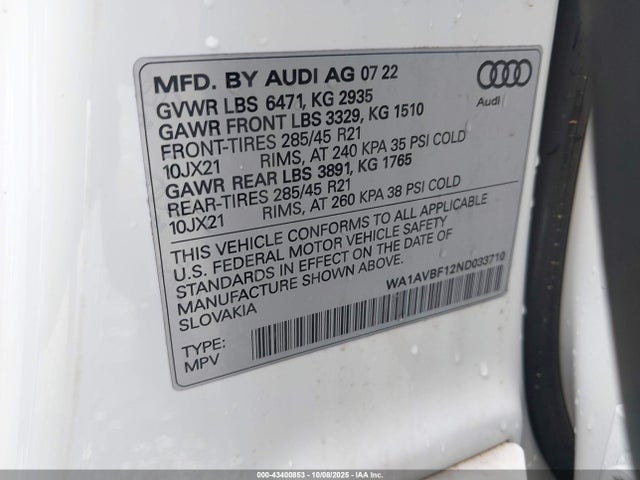 MFD. BY AUDI AG 07 22
GVWR LBS 6471, KG 2935
GAWR FRONT LBS 3329, KG 1510
FRONT-TIRES 285/45 R21
10JX21 RIMS, AT 240 KPA 35 PSI COLD
GAWR REAR LBS 3891, KG 1765
REAR-TIRES 285/45 R21
10JX21 RIMS, AT 260 KPA 38 PSI COLD
THIS VEHICLE CONFORMS TO ALL APPLICABLE
U.S. FEDERAL MOTOR VEHICLE SAFETY
STANDARDS IN EFFECT ON THE DATE OF
MANUFACTURE SHOWN ABOVE.
SLOVAKIA
WA1AVBF12ND033710
TYPE:
MPV
Audi
000-43400853 - 10/08/2025 - IAAI.com